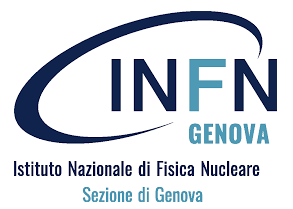 INFN
GENOVA
Istituto Nazionale di Fisica Nucleare
Sezione di Genova